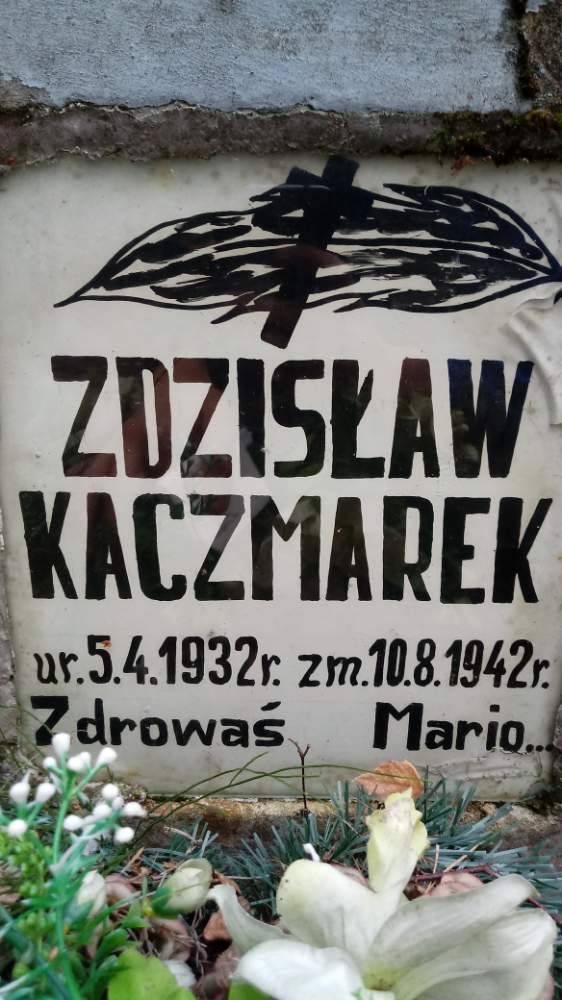 ZDZISŁAW
KACZMAREK
ur. 5.4.1932r. zm. 10.8.1942r.
Zdrowaś Mario...